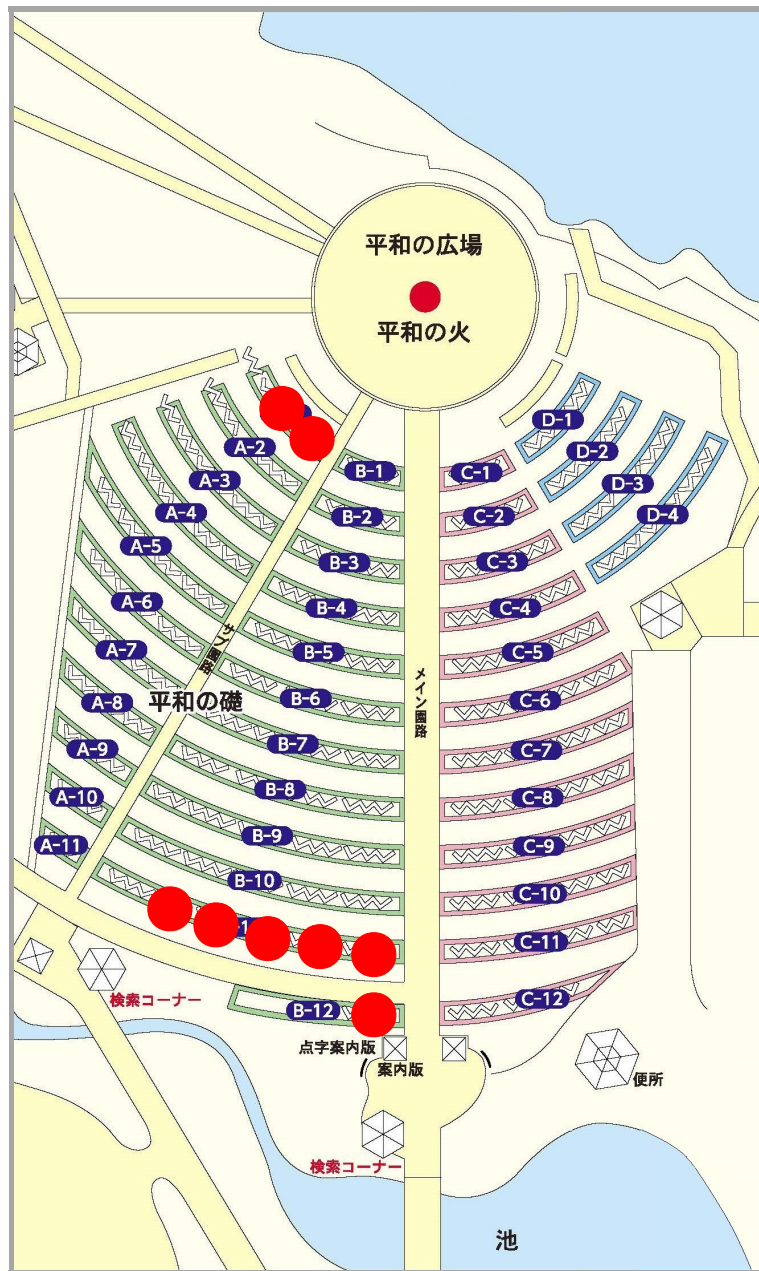 平和の広場
平和の火
D-1
D-2
D-3
D-4
A-2
A-3
A-4
A-5
A-6
A-7
A-8
A-9
A-10
A-11
B-1
B-2
B-3
B-4
B-5
B-6
B-7
B-8
B-9
B-10
B-12
C-1
C-2
C-3
C-4
C-5
C-6
C-7
C-8
C-9
C-10
C-11
C-12
サブ園路
メイン園路
平和の礎
検索コーナー
点字案内版
案内版
便所
検索コーナー
池